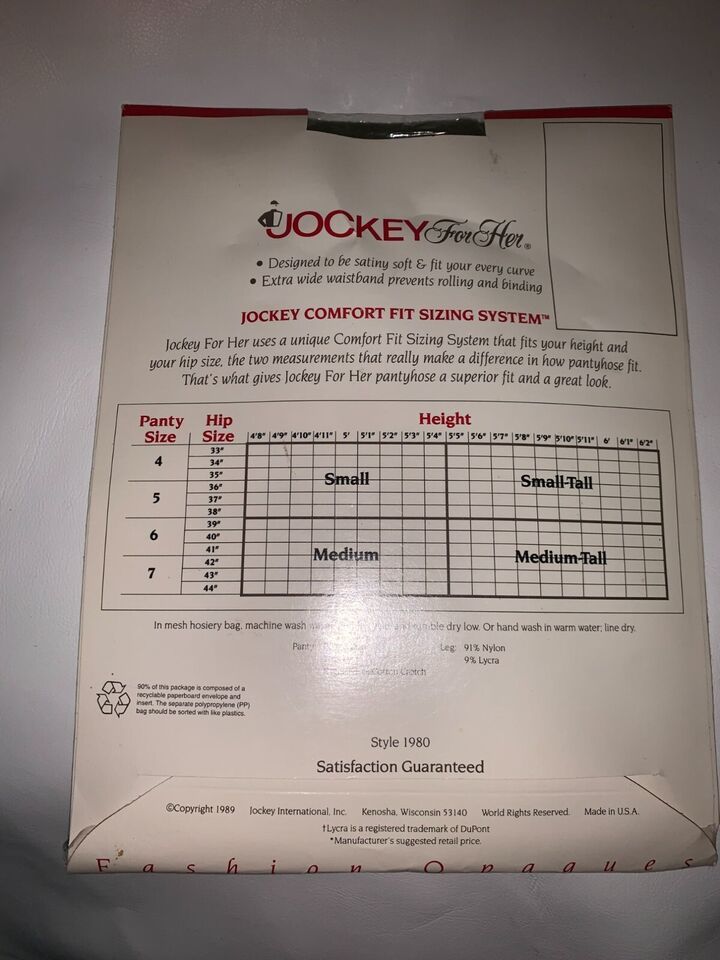 JOCKEY For Her®
• Designed to be satiny soft & fit your every curve
• Extra wide waistband prevents rolling and binding
JOCKEY COMFORT FIT SIZING SYSTEM™
Jockey For Her uses a unique Comfort Fit Sizing System that fits your height and
your hip size, the two measurements that really make a difference in how pantyhose fit.
That's what gives Jockey For Her pantyhose a superior fit and a great look.
Panty Size Hip Size Height
4'8" 4'9" 4'10" 4'11" 5' 5'1" 5'2" 5'3" 5'4" 5'5" 5'6" 5'7" 5'8" 5'9" 5'10" 5'11" 6' 6'1" 6'2"
33"
4 34"
35" Small Small-Tall
36"
5 37"
38"
39"
6 40"
41" Medium Medium-Tall
42"
7 43"
44"
In mesh hosiery bag, machine wash and tumble dry low. Or hand wash in warm water; line dry.
Panty Leg: 91% Nylon
9% Lycra
Cotton Crotch
90% of this package is composed of a
recyclable paperboard envelope and
insert. The separate polypropylene (PP)
bag should be sorted with like plastics.
Style 1980
Satisfaction Guaranteed
©Copyright 1989 Jockey International, Inc. Kenosha, Wisconsin 53140 World Rights Reserved. Made in U.S.A.
†Lycra is a registered trademark of DuPont
*Manufacturer's suggested retail price.
Fashion Opaques